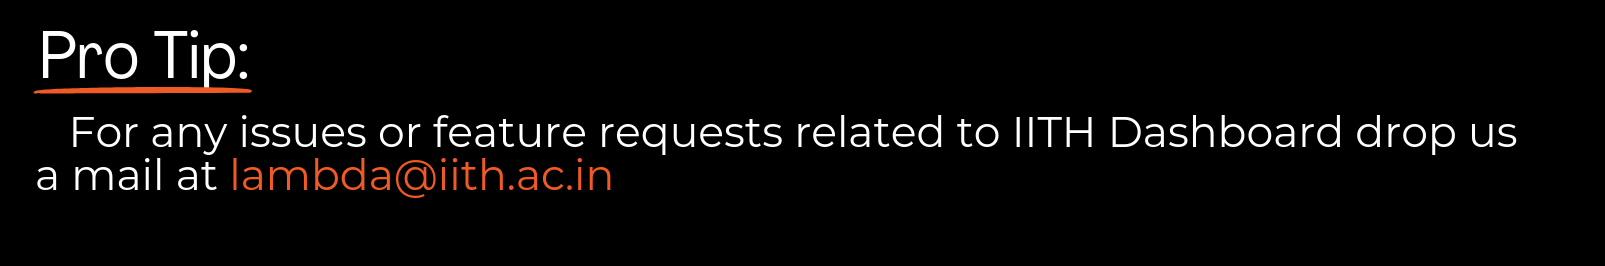 Pro Tip:
For any issues or feature requests related to IITH Dashboard drop us
a mail at lambda@iith.ac.in